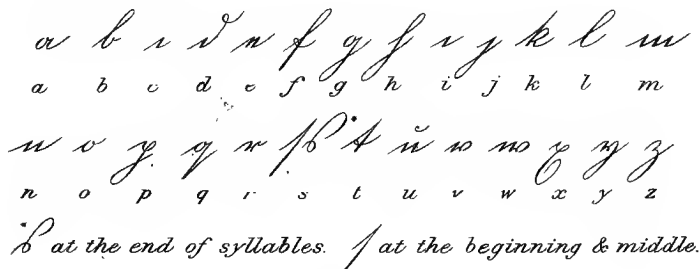 a b c d e f g h i j k l m
a b c d e f g h i j k l m
n o p q r ſ s t u v w x y z
n o p q r s t u v w x y z
s at the end of syllables. ſ at the beginning & middle.